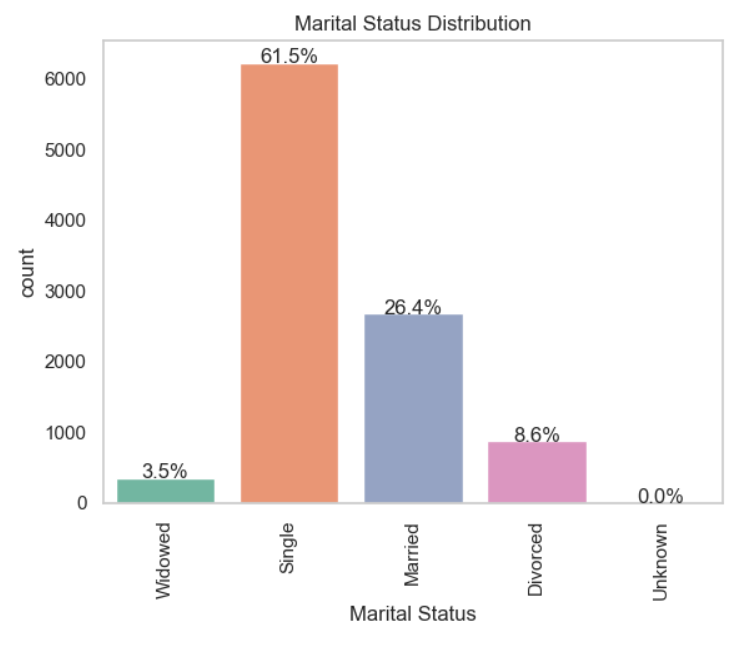 Marital Status Distribution
61.5%
6000
5000
4000
count
3000
26.4%
2000
1000
8.6%
3.5%
0
0.0%
Widowed
Single
Married
Divorced
Unknown
Marital Status